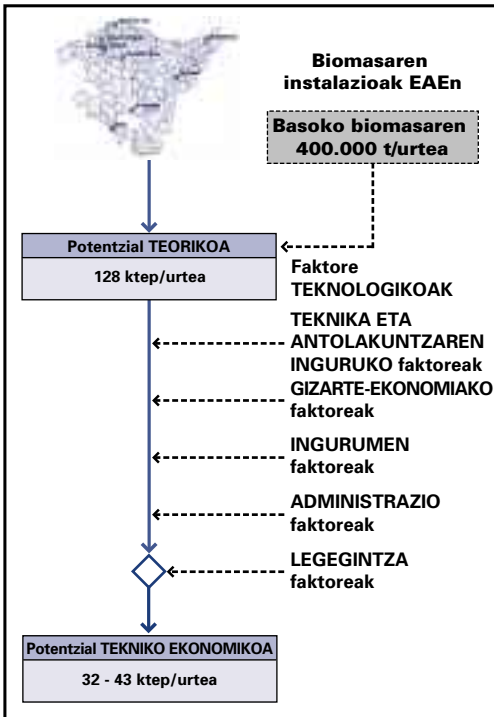 Biomasaren
instalazioak EAEn
Basoko biomasaren
400.000 t/urtea
Potentzial TEORIKOA
128 ktep/urtea
Faktore
TEKNOLOGIKOAK
TEKNIKA ETA
ANTOLAKUNTZAREN
INGURUKO faktoreak
GIZARTE-EKONOMIAKO
faktoreak
INGURUMEN
faktoreak
ADMINISTRAZIO
faktoreak
LEGEGINTZA
faktoreak
Potentzial TEKNIKO EKONOMIKOA
32 - 43 ktep/urtea